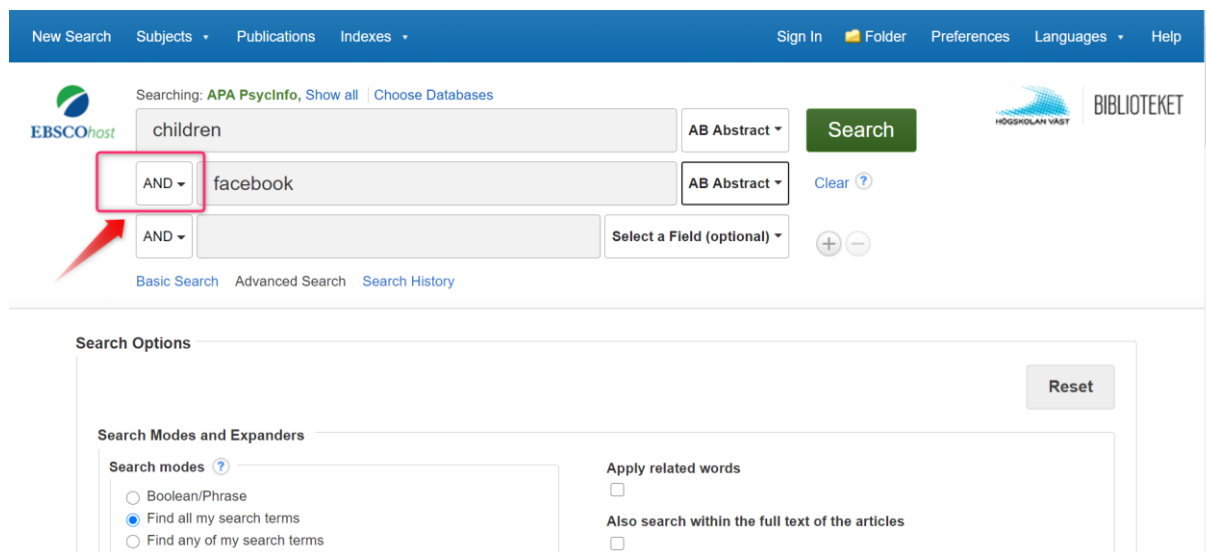 New Search Subjects Publications Indexes Sign In Folder Preferences Languages Help
Searching: APA PsycInfo, Show all Choose Databases
EBSCOhost
children AB Abstract Search
HÖGSKOLAN VÄST BIBLIOTEKET
AND facebook AB Abstract Clear ?
AND Select a Field (optional)
Basic Search Advanced Search Search History
Search Options
Reset
Search Modes and Expanders
Search modes ?
Boolean/Phrase
Find all my search terms
Find any of my search terms
Apply related words
Also search within the full text of the articles